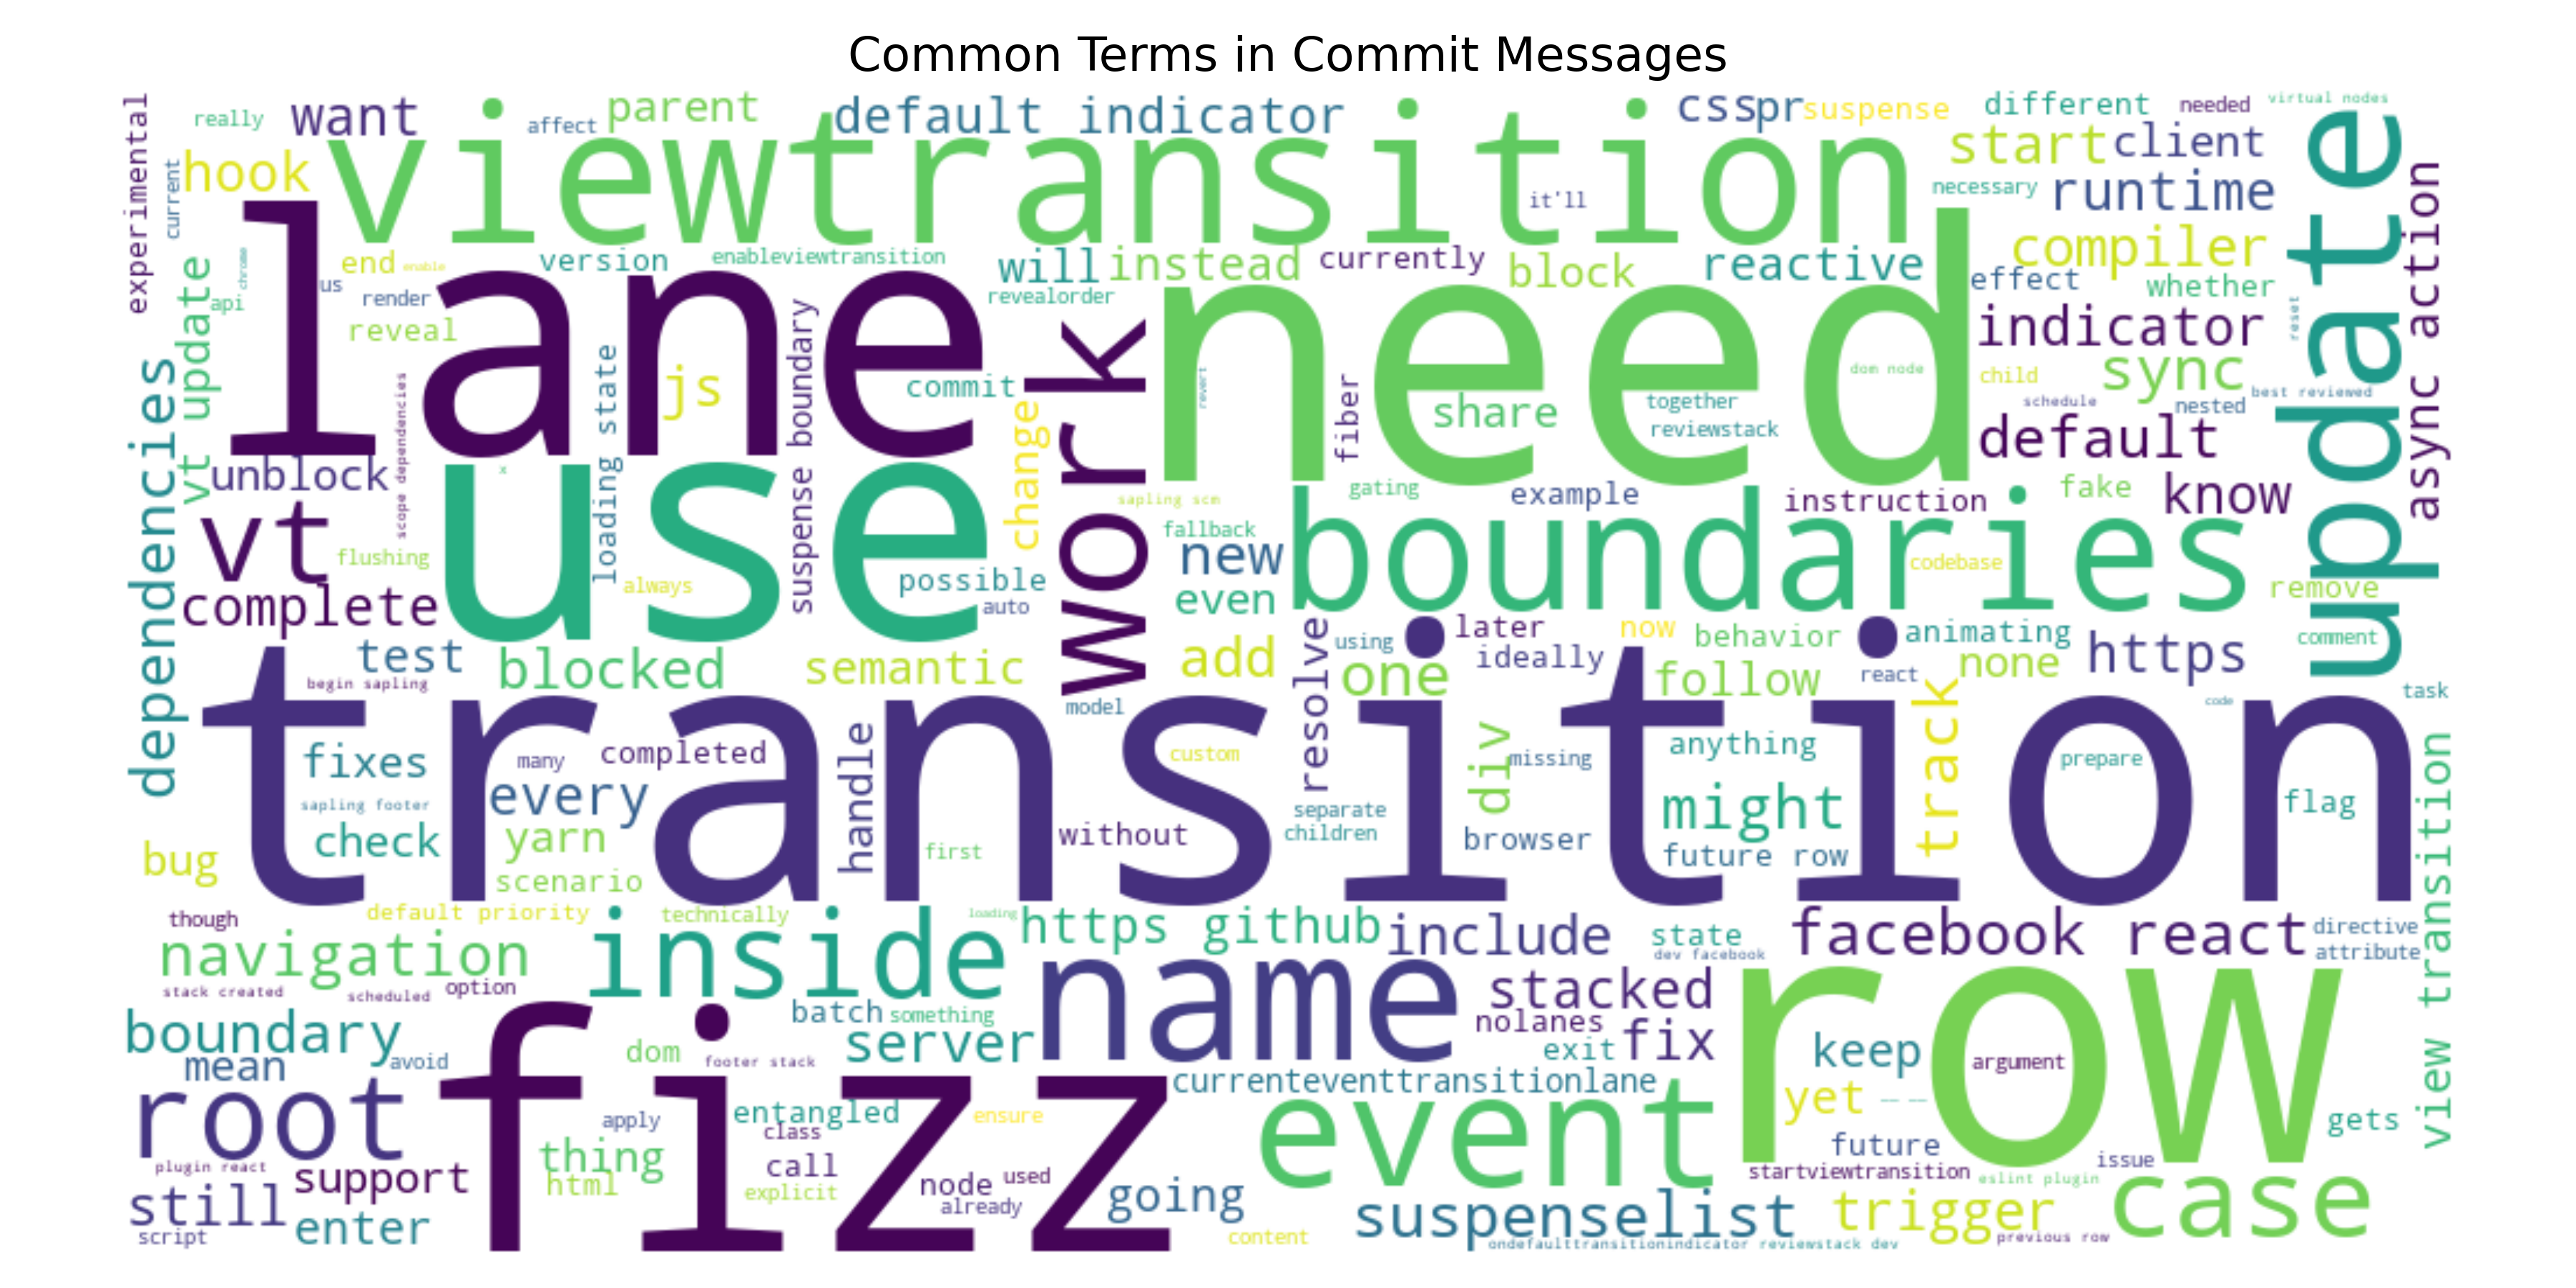 Common Terms in Commit Messages
experimental
really
want
affect
parent
default indicator
css
pr
suspense
different
needed
virtual nodes
current
hook
viewtransition
it'll
start
client
necessary
runtime
update
async action
vt update
api
chrome
end
enable
us
render
reveal
version
enableviewtransition
will
instead
currently
block
reactive
compiler
effect
whether
revealorder
lane
need
indicator
reset
js
loading state
suspense boundary
commit
work
revert
fiber
share
together
reviewstack
dom node
child
sync
schedule
nested
best reviewed
default
dependencies
scope dependencies
unblock
x
change
sapling scm
gating
example
instruction
fake
know
vt
flushing
use
always
possible
auto
fallback
new
even
boundaries
codebase
remove
complete
test
begin sapling
blocked
semantic
add
resolve
using
one
later
ideally
now
behavior
follow
react
animating
none
https
comment
task
code
model
transition
fixes
many
completed
handle
custom
div
missing
anything
track
prepare
flag
sapling footer
every
check
yarn
scenario
bug
first
without
separate
children
browser
might
future row
view transition
though
default priority
technically
loading
https github
include
state
dev facebook
facebook react
directive
attribute
navigation
stack created
scheduled
option
inside
name
stacked
nolanes
row
boundary
mean
avoid
batch
something
server
exit
fix
keep
argument
root
fizz
dom
footer stack
currenteventtransitionlane
yet
-- --
gets
apply
entangled
class
ensure
event
future
plugin react
support
thing
html
call
explicit
node
used
already
startviewtransition
issue
eslint plugin
still
script
enter
going
content
suspenselist
trigger
case
previous row
ondefaulttransitionindicator
reviewstack dev